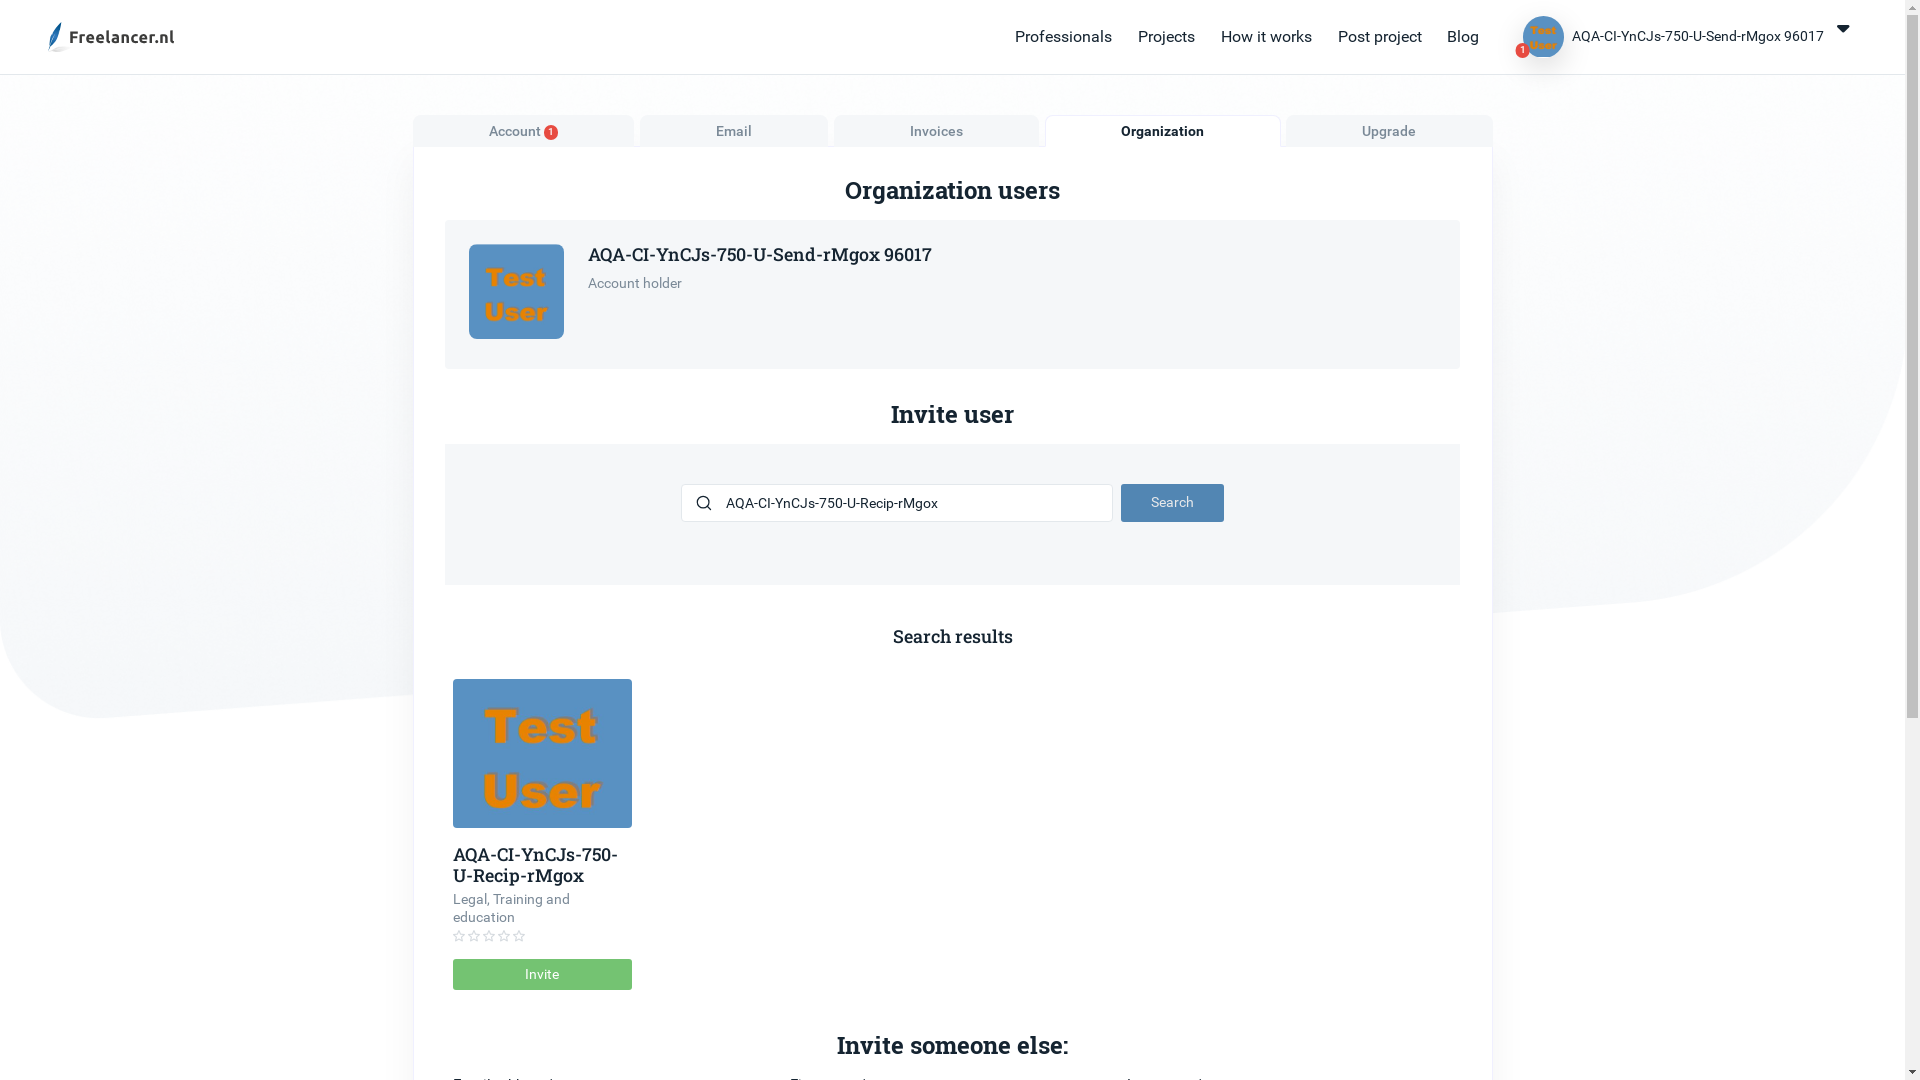 Freelancer.nl
Professionals Projects How it works Post project Blog
Test
User
1
AQA-CI-YnCJs-750-U-Send-rMgox 96017
Account 1
Email
Invoices
Organization
Upgrade
Organization users
Test
User
AQA-CI-YnCJs-750-U-Send-rMgox 96017
Account holder
Invite user
AQA-CI-YnCJs-750-U-Recip-rMgox
Search
Search results
Test
User
AQA-CI-YnCJs-750-
U-Recip-rMgox
Legal, Training and
education
Invite
Invite someone else: